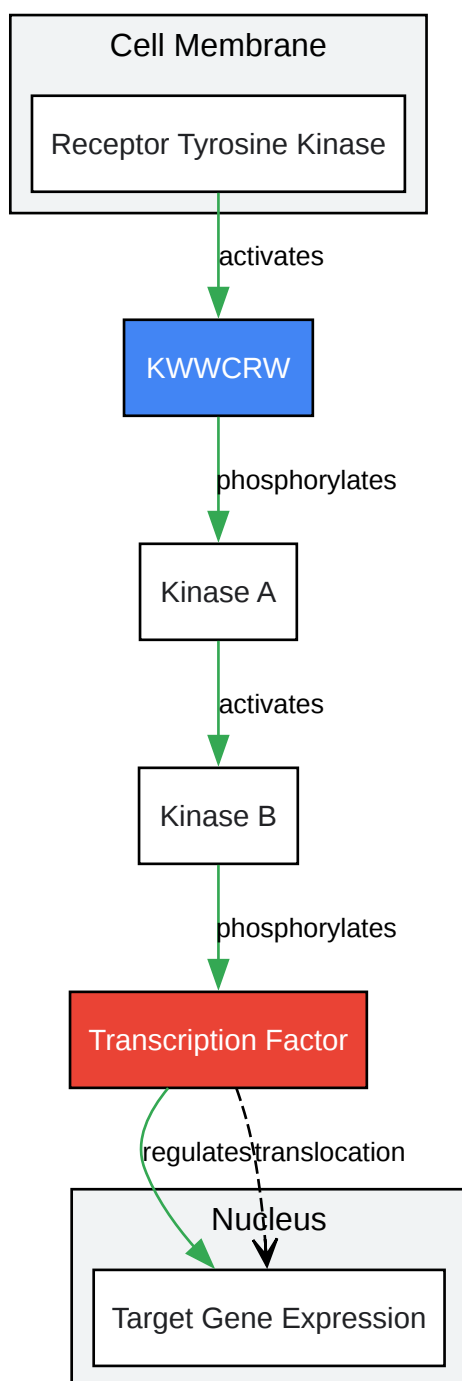 Cell Membrane
Receptor Tyrosine Kinase
activates
KWWCRW
phosphorylates
Kinase A
activates
Kinase B
phosphorylates
Transcription Factor
regulates
translocation
Nucleus
Target Gene Expression